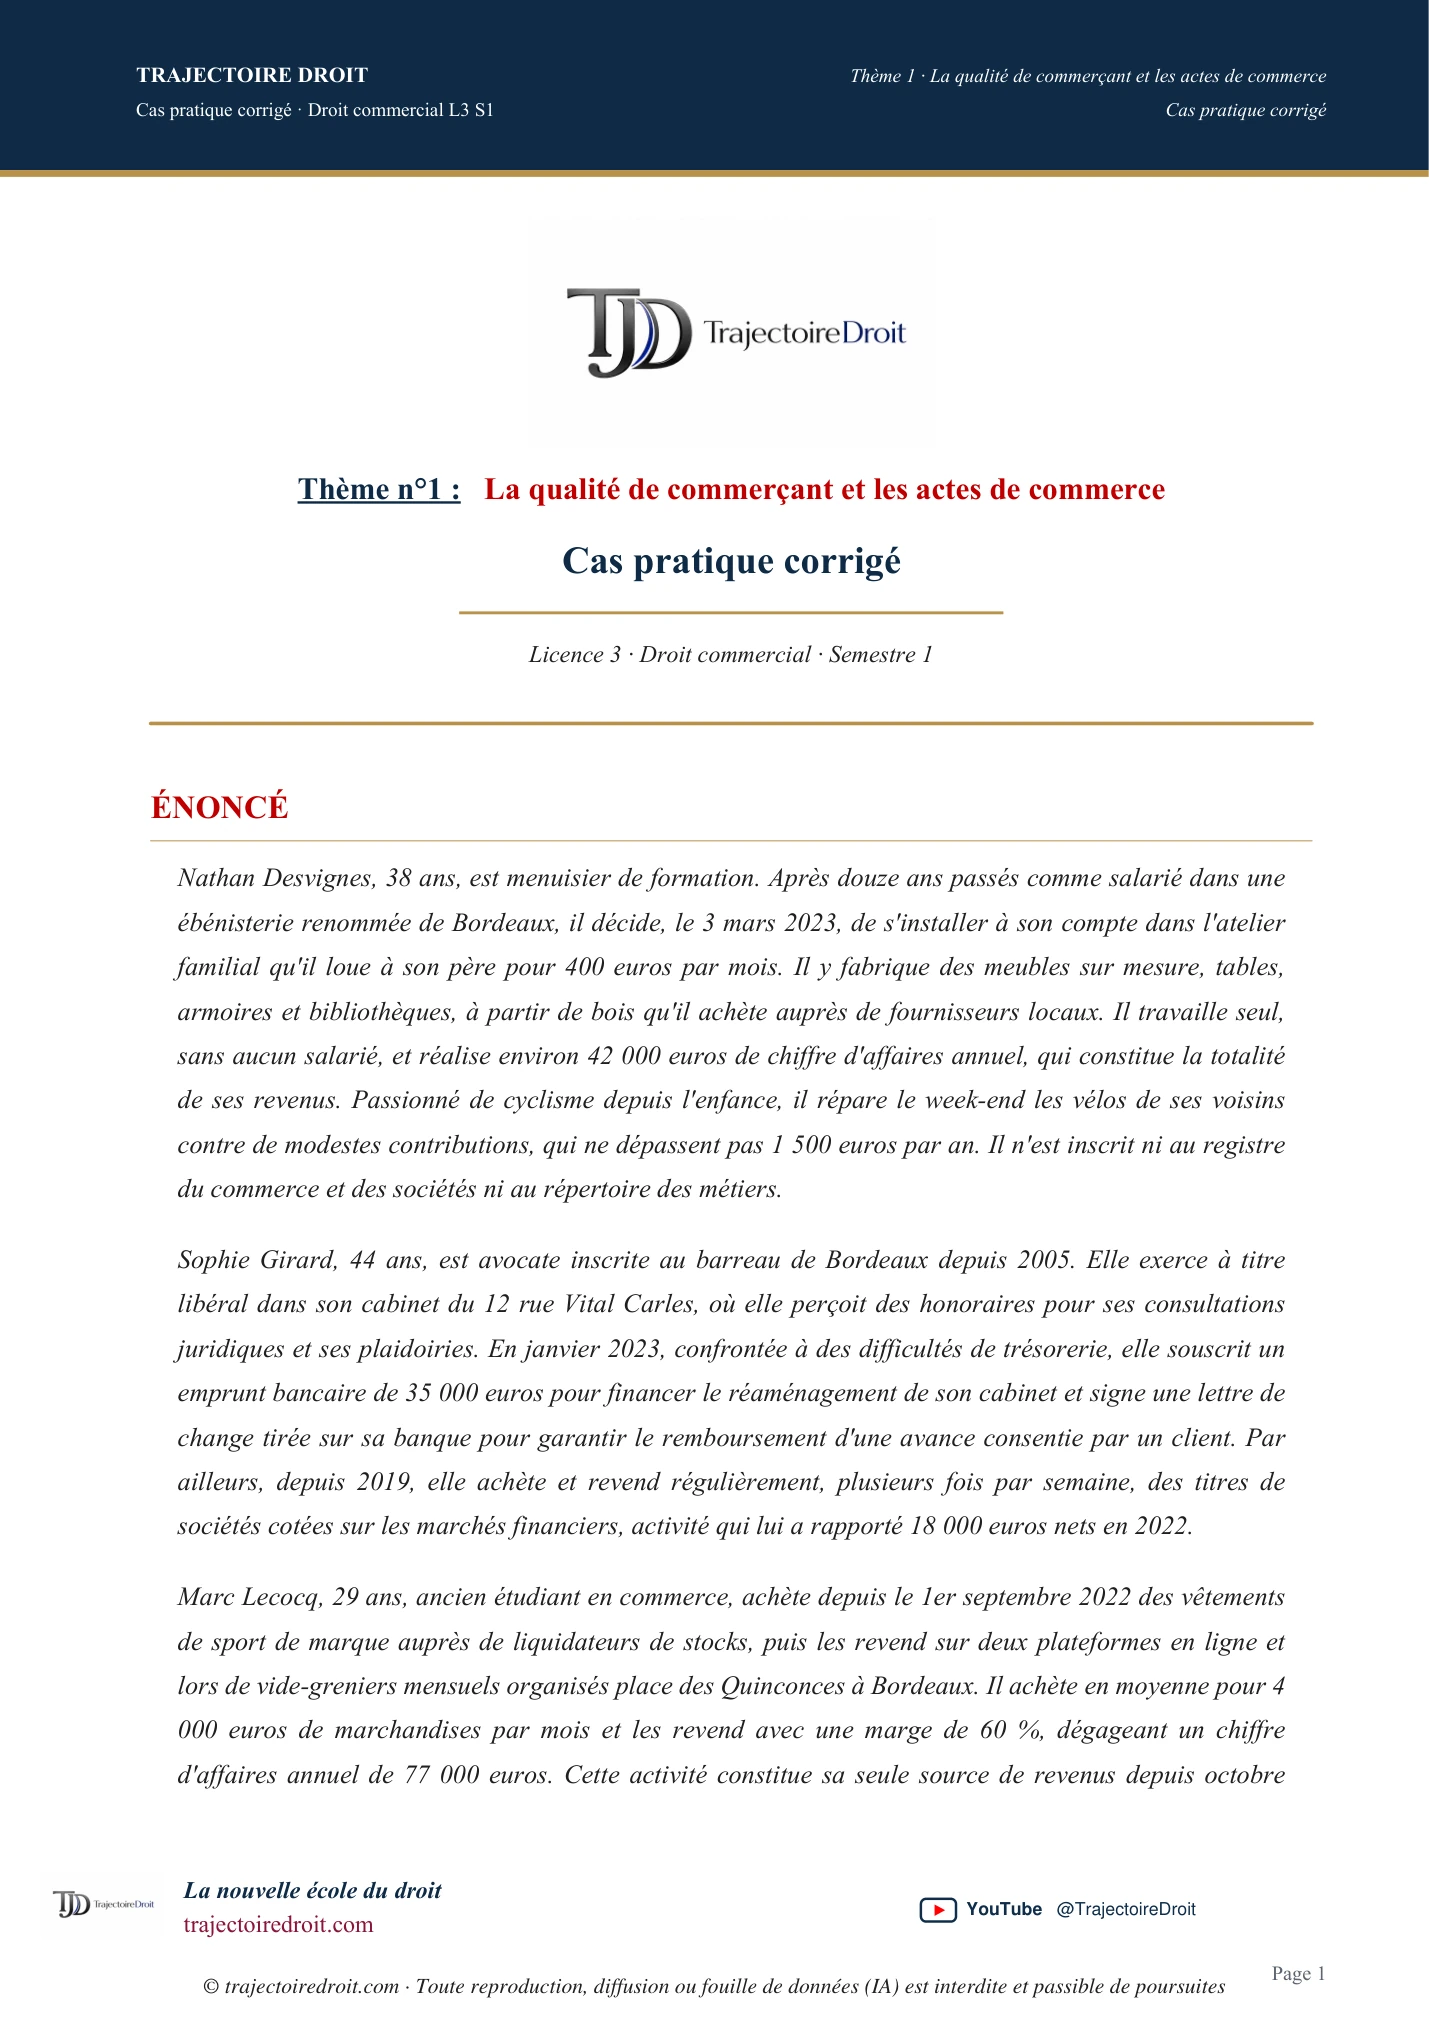 TRAJECTOIRE DROIT
Cas pratique corrigé · Droit commercial L3 S1
Thème 1 · La qualité de commerçant et les actes de commerce
Cas pratique corrigé
TJD TrajectoireDroit
Thème n°1 : La qualité de commerçant et les actes de commerce
Cas pratique corrigé
Licence 3 · Droit commercial · Semestre 1
ÉNONCÉ
Nathan Desvignes, 38 ans, est menuisier de formation. Après douze ans passés comme salarié dans une
ébénisterie renommée de Bordeaux, il décide, le 3 mars 2023, de s'installer à son compte dans l'atelier
familial qu'il loue à son père pour 400 euros par mois. Il y fabrique des meubles sur mesure, tables,
armoires et bibliothèques, à partir de bois qu'il achète auprès de fournisseurs locaux. Il travaille seul,
sans aucun salarié, et réalise environ 42 000 euros de chiffre d'affaires annuel, qui constitue la totalité
de ses revenus. Passionné de cyclisme depuis l'enfance, il répare le week-end les vélos de ses voisins
contre de modestes contributions, qui ne dépassent pas 1 500 euros par an. Il n'est inscrit ni au registre
du commerce et des sociétés ni au répertoire des métiers.
Sophie Girard, 44 ans, est avocate inscrite au barreau de Bordeaux depuis 2005. Elle exerce à titre
libéral dans son cabinet du 12 rue Vital Carles, où elle perçoit des honoraires pour ses consultations
juridiques et ses plaidoiries. En janvier 2023, confrontée à des difficultés de trésorerie, elle souscrit un
emprunt bancaire de 35 000 euros pour financer le réaménagement de son cabinet et signe une lettre de
change tirée sur sa banque pour garantir le remboursement d'une avance consentie par un client. Par
ailleurs, depuis 2019, elle achète et revend régulièrement, plusieurs fois par semaine, des titres de
sociétés cotées sur les marchés financiers, activité qui lui a rapporté 18 000 euros nets en 2022.
Marc Lecocq, 29 ans, ancien étudiant en commerce, achète depuis le 1er septembre 2022 des vêtements
de sport de marque auprès de liquidateurs de stocks, puis les revend sur deux plateformes en ligne et
lors de vide-greniers mensuels organisés place des Quinconces à Bordeaux. Il achète en moyenne pour 4
000 euros de marchandises par mois et les revend avec une marge de 60 %, dégageant un chiffre
d'affaires annuel de 77 000 euros. Cette activité constitue sa seule source de revenus depuis octobre
TJD TrajectoireDroit
La nouvelle école du droit
trajectoiredroit.com
YouTube @TrajectoireDroit
© trajectoiredroit.com · Toute reproduction, diffusion ou fouille de données (IA) est interdite et passible de poursuites
Page 1